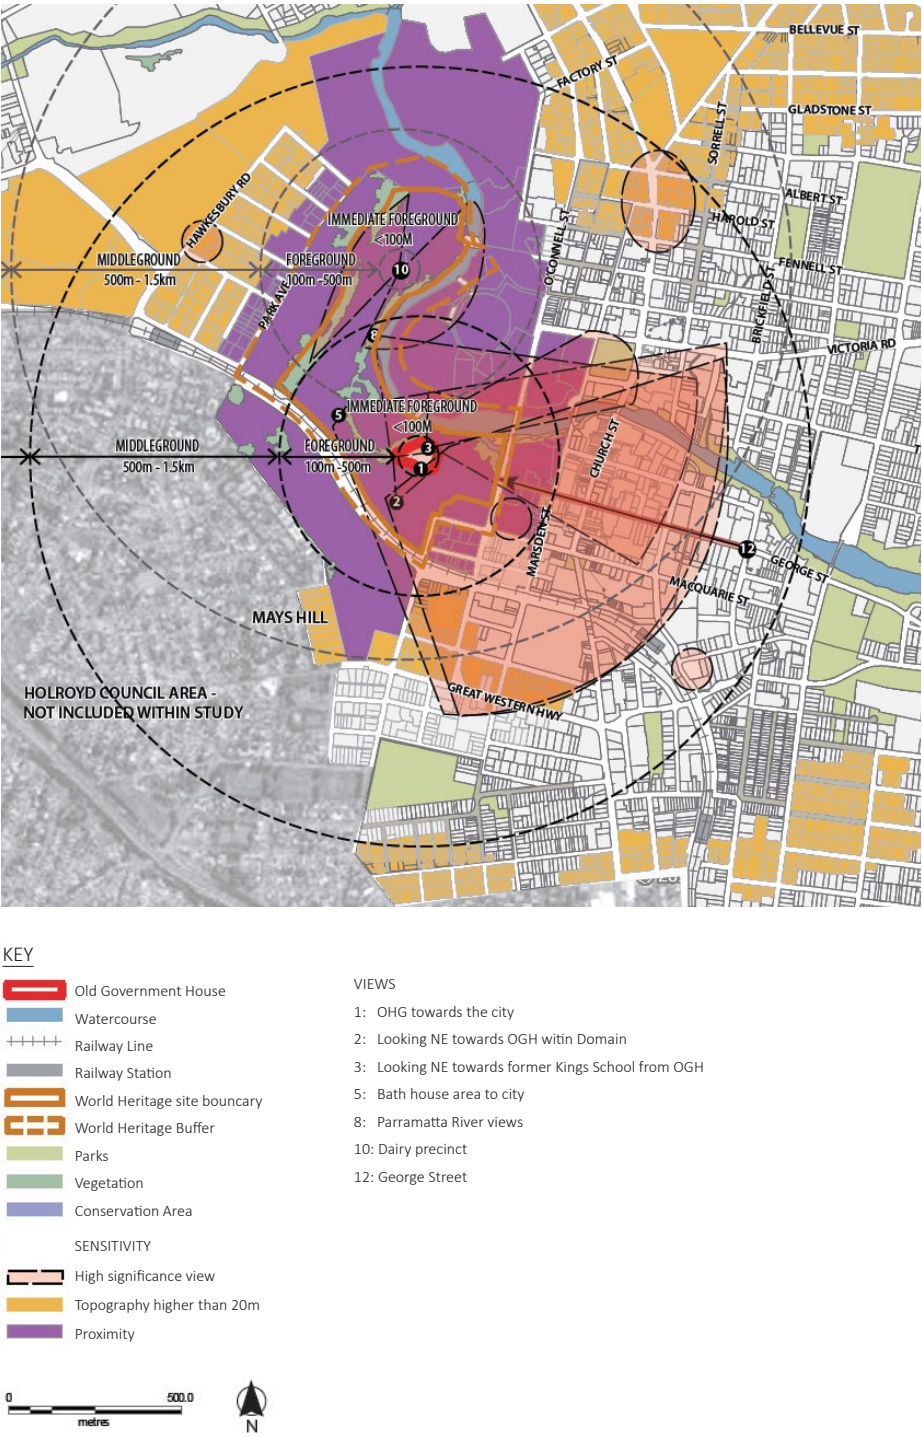 BELLEVUE ST
FACTORY ST
GLADSTONE ST
SORRELL ST
HAWKESBURY RD
ALBERT ST
IMMEDIATE FOREGROUND
<100M
HAROLD ST
O'CONNELL ST
MIDDLEGROUND
500m - 1.5km
FOREGROUND
100m -500m
10
FENNELL ST
PARK AVE
BRICKFIELD ST
8
VICTORIA RD
5
IMMEDIATE FOREGROUND
<100M
CHURCH ST
MIDDLEGROUND
500m - 1.5km
FOREGROUND
100m -500m
3
1
2
MARSDEN ST
12
GEORGE ST
MACQUARIE ST
MAYS HILL
HOLROYD COUNCIL AREA -
NOT INCLUDED WITHIN STUDY
GREAT WESTERN HWY
KEY
Old Government House
Watercourse
Railway Line
Railway Station
World Heritage site bouncary
World Heritage Buffer
Parks
Vegetation
Conservation Area
SENSITIVITY
High significance view
Topography higher than 20m
Proximity
VIEWS
1: OHG towards the city
2: Looking NE towards OGH witin Domain
3: Looking NE towards former Kings School from OGH
5: Bath house area to city
8: Parramatta River views
10: Dairy precinct
12: George Street
0 500.0
metres
N